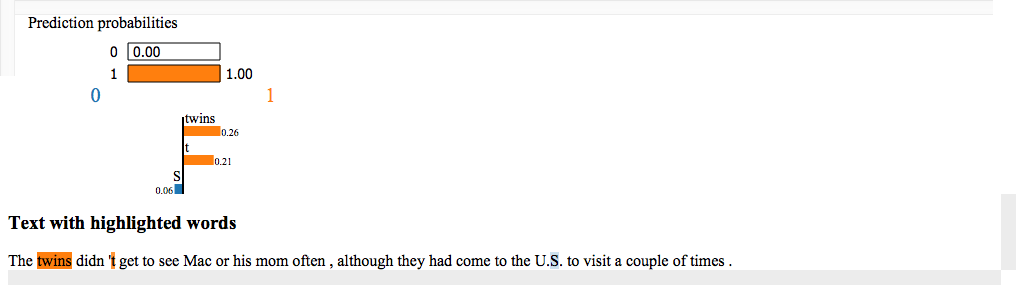 Prediction probabilities
0 0.00
1 1.00
0 1
twins
0.26
t
0.21
S
0.06
Text with highlighted words
The twins didn 't get to see Mac or his mom often , although they had come to the U.S. to visit a couple of times .